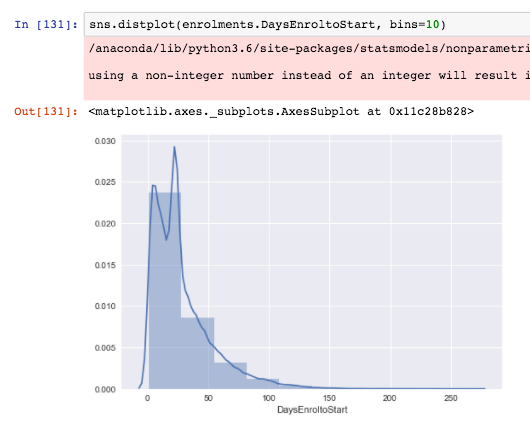 In [131]: sns.distplot(enrolments.DaysEnroltoStart, bins=10)
/anaconda/lib/python3.6/site-packages/statsmodels/nonparametri
using a non-integer number instead of an integer will result i
Out[131]: <matplotlib.axes._subplots.AxesSubplot at 0x11c28b828>
0.030
0.025
0.020
0.015
0.010
0.005
0.000
0 50 100 150 200 250
DaysEnroltoStart